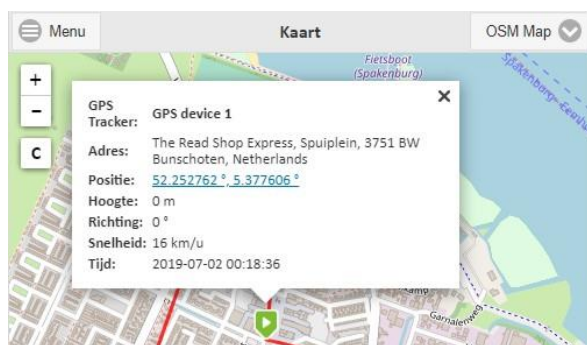 Menu
Kaart
OSM Map
Fietsboot
(Spakenburg)
Spakenburg-Eemhu
+
−
C
GPS
Tracker:
GPS device 1
Adres:
The Read Shop Express, Spuiplein, 3751 BW
Bunschoten, Netherlands
Positie:
52.252762 °, 5.377606 °
Hoogte:
0 m
Richting:
0 °
Snelheid:
16 km/u
Tijd:
2019-07-02 00:18:36
Garnalenweg